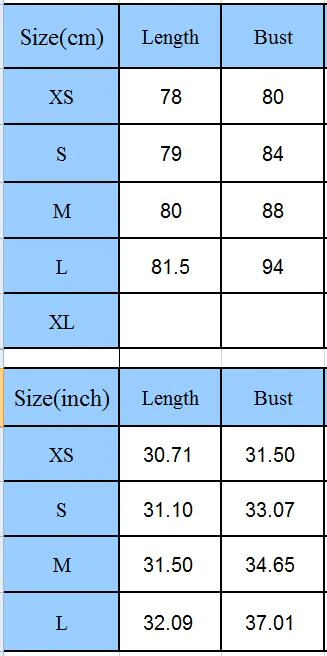 Size(cm) Length Bust
XS 78 80
S 79 84
M 80 88
L 81.5 94
XL
Size(inch) Length Bust
XS 30.71 31.50
S 31.10 33.07
M 31.50 34.65
L 32.09 37.01